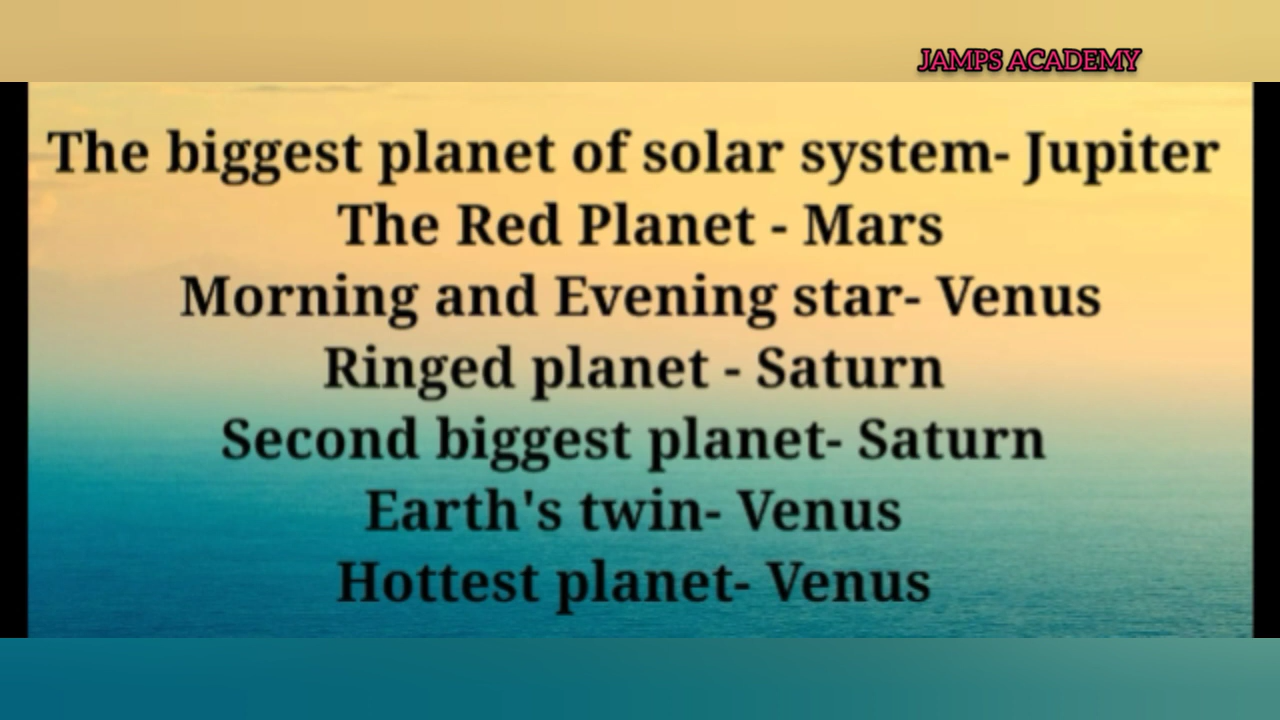 JAMPS ACADEMY
The biggest planet of solar system- Jupiter
The Red Planet - Mars
Morning and Evening star- Venus
Ringed planet - Saturn
Second biggest planet- Saturn
Earth's twin- Venus
Hottest planet- Venus